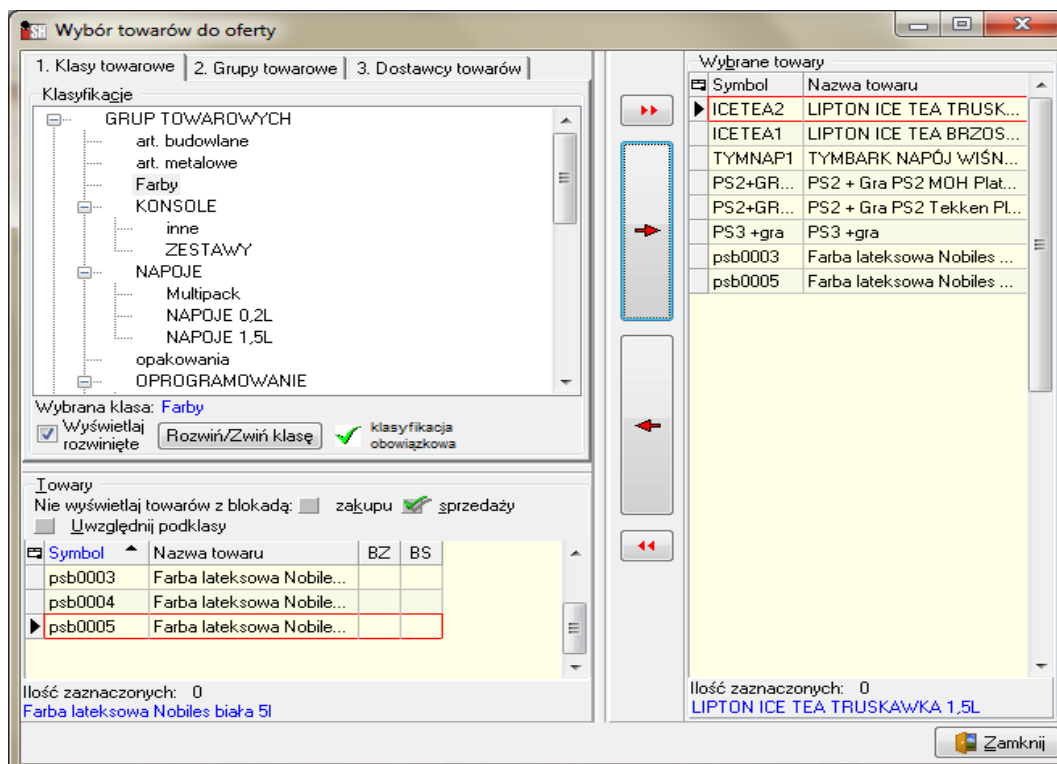 Wybór towarów do oferty
1. Klasy towarowe
2. Grupy towarowe
3. Dostawcy towarów
Klasyfikacje
GRUP TOWAROWYCH
art. budowlane
art. metalowe
Farby
KONSOLE
inne
ZESTAWY
NAPOJE
Multipack
NAPOJE 0,2L
NAPOJE 1,5L
opakowania
OPROGRAMOWANIE
Wybrana klasa: Farby
Wyświetlaj rozwinięte
Rozwiń/Zwiń klasę
klasyfikacja obowiązkowa
Towary
Nie wyświetlaj towarów z blokadą: zakupu sprzedaży
Uwzględnij podklasy
Symbol Nazwa towaru BZ BS
psb0003 Farba lateksowa Nobile...
psb0004 Farba lateksowa Nobile...
psb0005 Farba lateksowa Nobile...
Ilość zaznaczonych: 0
Farba lateksowa Nobiles biała 5l
Wybrane towary
Symbol Nazwa towaru
ICETEA2 LIPTON ICE TEA TRUSK...
ICETEA1 LIPTON ICE TEA BRZOS...
TYMNAP1 TYMBARK NAPÓJ WIŚN...
PS2+GR... PS2 + Gra PS2 MOH Plat...
PS2+GR... PS2 + Gra PS2 Tekken Pl...
PS3 +gra PS3 +gra
psb0003 Farba lateksowa Nobiles ...
psb0005 Farba lateksowa Nobiles ...
Ilość zaznaczonych: 0
LIPTON ICE TEA TRUSKAWKA 1,5L
Zamknij